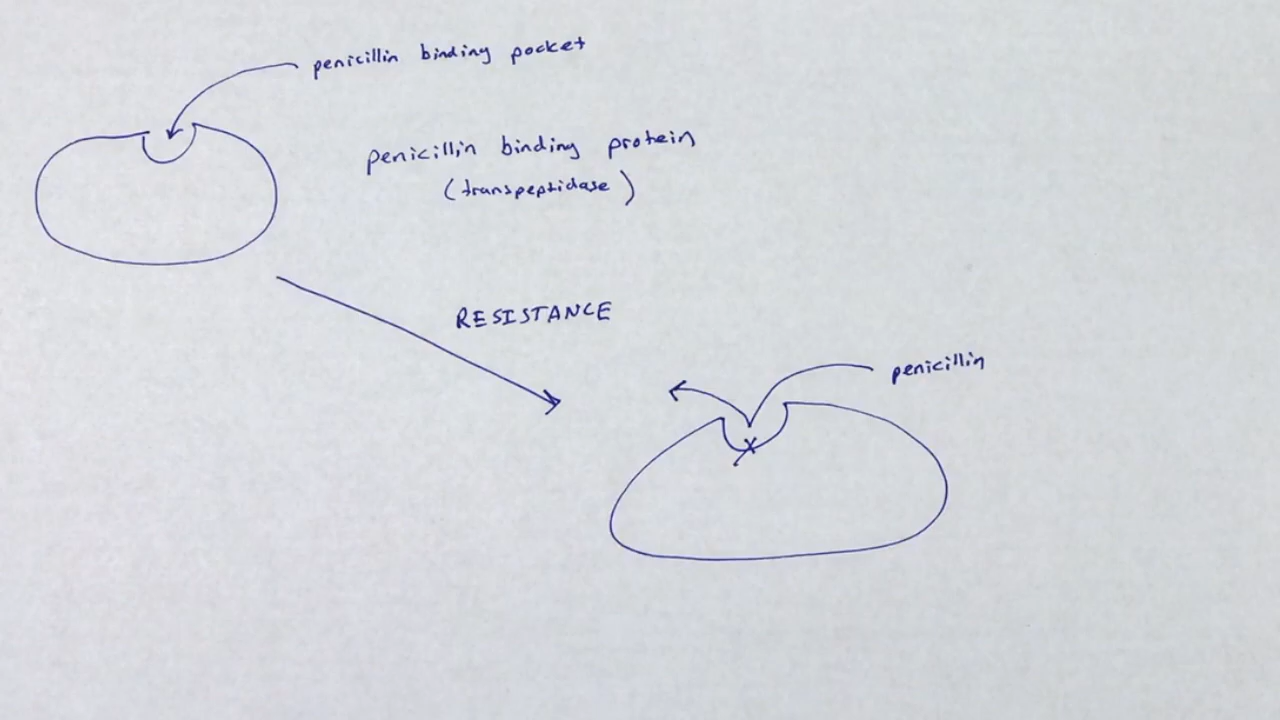 penicillin binding pocket
penicillin binding protein
(transpeptidase)
RESISTANCE
penicillin
x